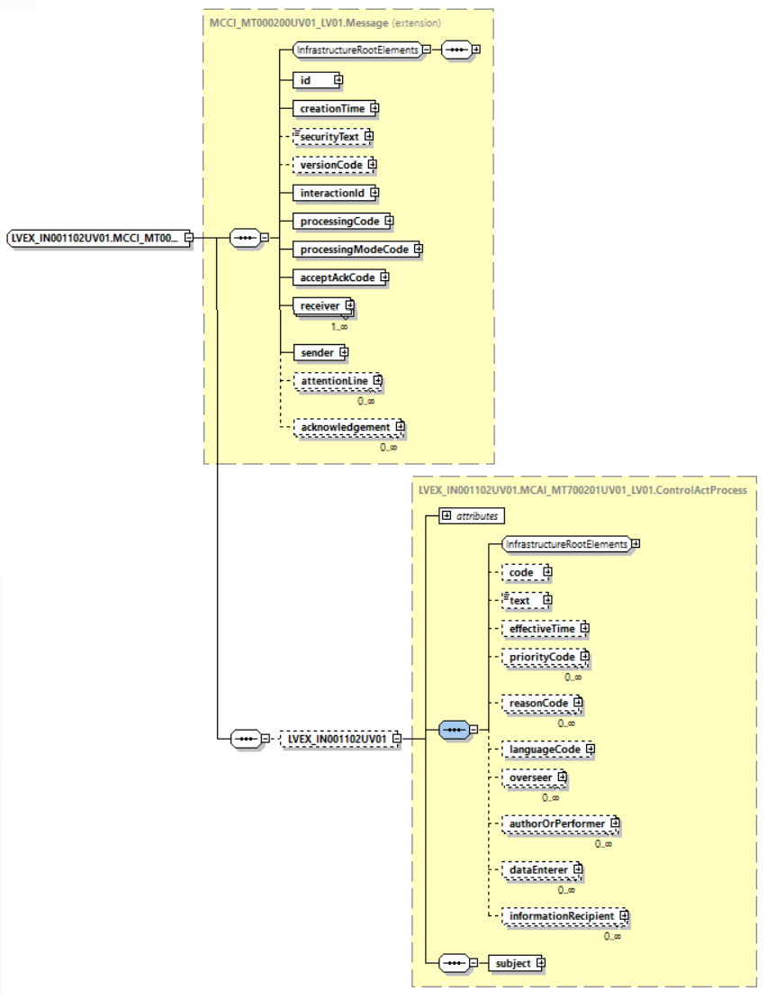 MCCI_MT000200UV01_LV01.Message (extension)
InfrastructureRootElements
id
creationTime
securityText
versionCode
interactionId
processingCode
LVEX_IN001102UV01.MCCI_MT00...
processingModeCode
acceptAckCode
receiver
1..∞
sender
attentionLine
0..∞
acknowledgement
0..∞
LVEX_IN001102UV01.MCAI_MT700201UV01_LV01.ControlActProcess
attributes
InfrastructureRootElements
code
text
effectiveTime
priorityCode
0..∞
reasonCode
0..∞
LVEX_IN001102UV01
languageCode
overseer
0..∞
authorOrPerformer
0..∞
dataEnterer
0..∞
informationRecipient
0..∞
subject